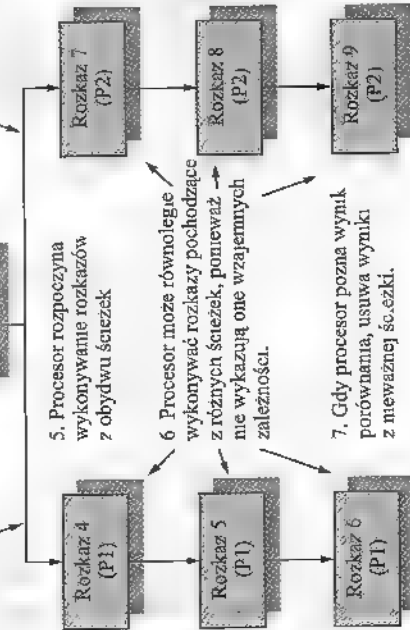 5. Procesor rozpoczyna
wykonywanie rozkazów
z obydwu ścieżek
Rozkaz 4
(P1)
Rozkaz 7
(P2)
6 Procesor może równolegle
wykonywać rozkazy pochodzące
z różnych ścieżek, ponieważ
nie wykazują one wzajemnych
zależności.
Rozkaz 5
(P1)
Rozkaz 8
(P2)
7. Gdy procesor pozna wynik
porównania, usuwa wyniki
z nieważnej ścieżki.
Rozkaz 6
(P1)
Rozkaz 9
(P2)